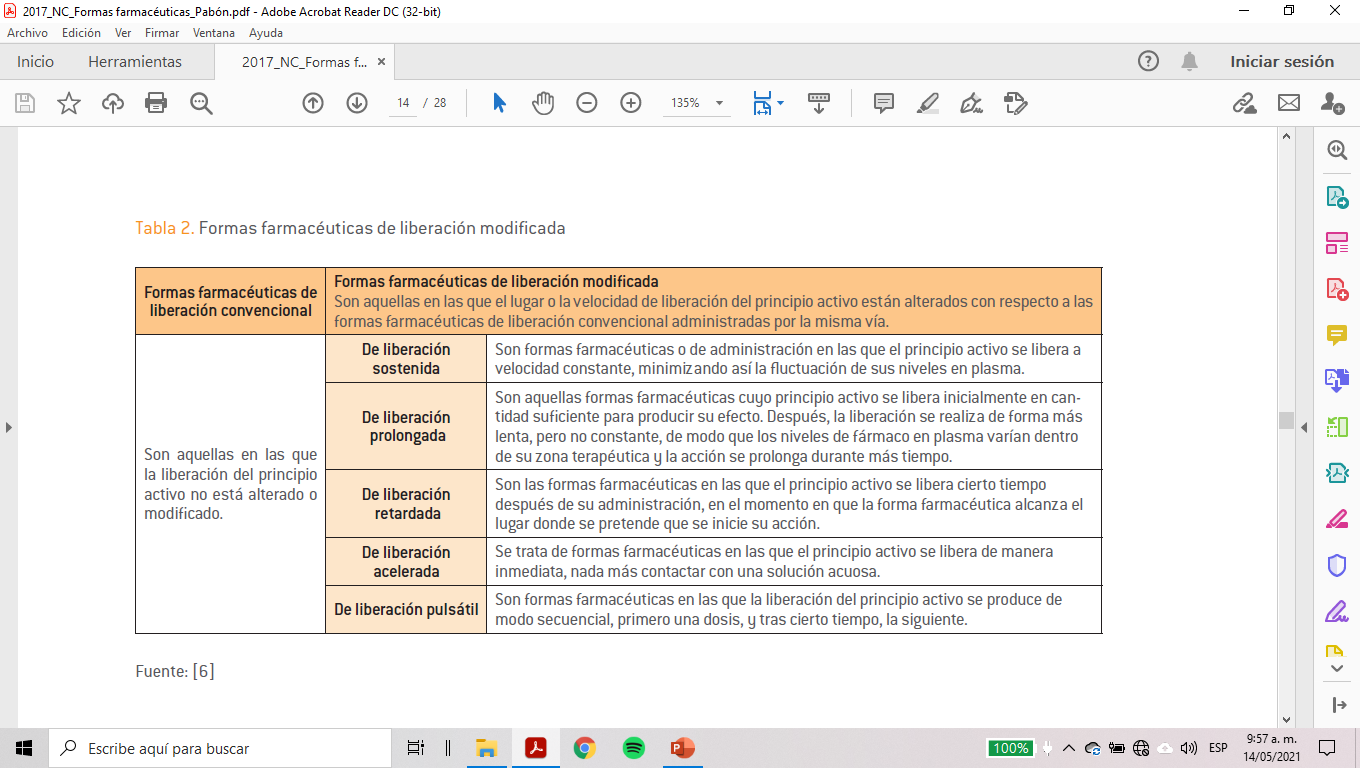 2017_NC_Formas farmacéuticas_Pabón.pdf - Adobe Acrobat Reader DC (32-bit)
Archivo Edición Ver Firmar Ventana Ayuda
Inicio Herramientas 2017_NC_Formas f... × Iniciar sesión
14 / 28 135%
Tabla 2. Formas farmacéuticas de liberación modificada
Formas farmacéuticas de
liberación convencional
Formas farmacéuticas de liberación modificada
Son aquellas en las que el lugar o la velocidad de liberación del principio activo están alterados con respecto a las
formas farmacéuticas de liberación convencional administradas por la misma vía.
Son aquellas en las que
la liberación del principio
activo no está alterado o
modificado.
De liberación
sostenida
Son formas farmacéuticas o de administración en las que el principio activo se libera a
velocidad constante, minimizando así la fluctuación de sus niveles en plasma.
De liberación
prolongada
Son aquellas formas farmacéuticas cuyo principio activo se libera inicialmente en can-
tidad suficiente para producir su efecto. Después, la liberación se realiza de forma más
lenta, pero no constante, de modo que los niveles de fármaco en plasma varían dentro
de su zona terapéutica y la acción se prolonga durante más tiempo.
De liberación
retardada
Son las formas farmacéuticas en las que el principio activo se libera cierto tiempo
después de su administración, en el momento en que la forma farmacéutica alcanza el
lugar donde se pretende que se inicie su acción.
De liberación
acelerada
Se trata de formas farmacéuticas en las que el principio activo se libera de manera
inmediata, nada más contactar con una solución acuosa.
De liberación pulsátil
Son formas farmacéuticas en las que la liberación del principio activo se produce de
modo secuencial, primero una dosis, y tras cierto tiempo, la siguiente.
Fuente: [6]
Escribe aquí para buscar
100%
ESP
9:57 a. m.
14/05/2021